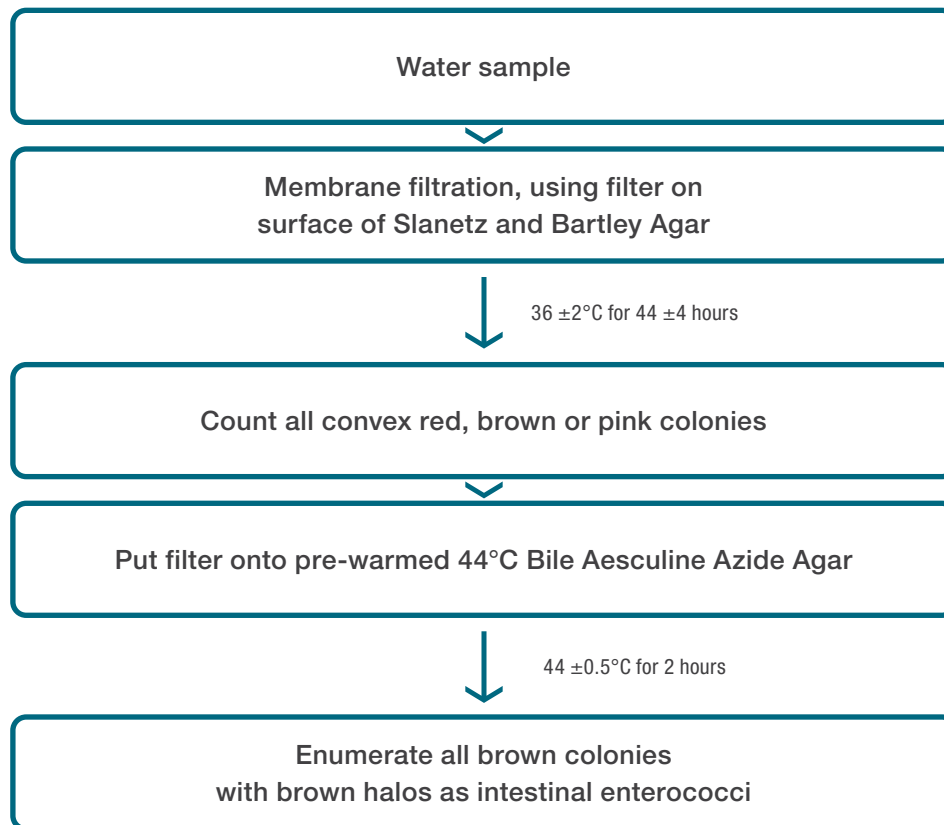 Water sample
Membrane filtration, using filter on
surface of Slanetz and Bartley Agar
36 ±2°C for 44 ±4 hours
Count all convex red, brown or pink colonies
Put filter onto pre-warmed 44°C Bile Aesculine Azide Agar
44 ±0.5°C for 2 hours
Enumerate all brown colonies
with brown halos as intestinal enterococci